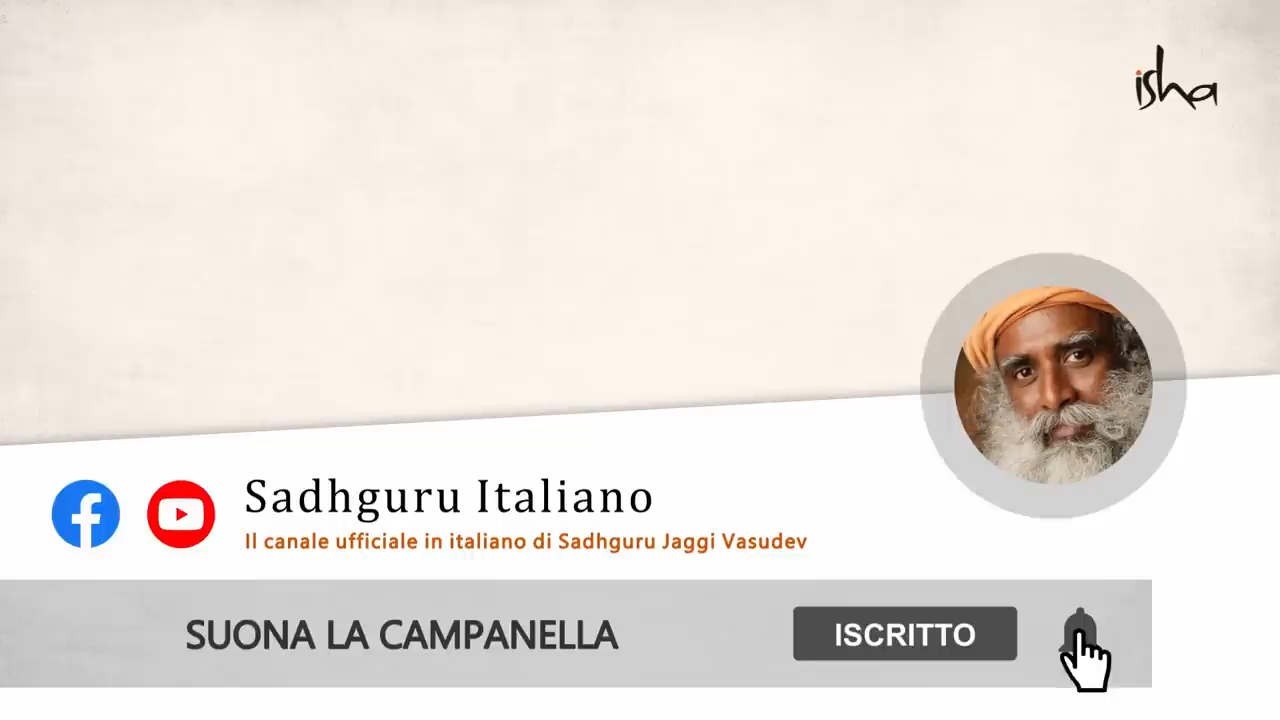 isha
Sadhguru Italiano
Il canale ufficiale in italiano di Sadhguru Jaggi Vasudev
SUONA LA CAMPANELLA
ISCRITTO